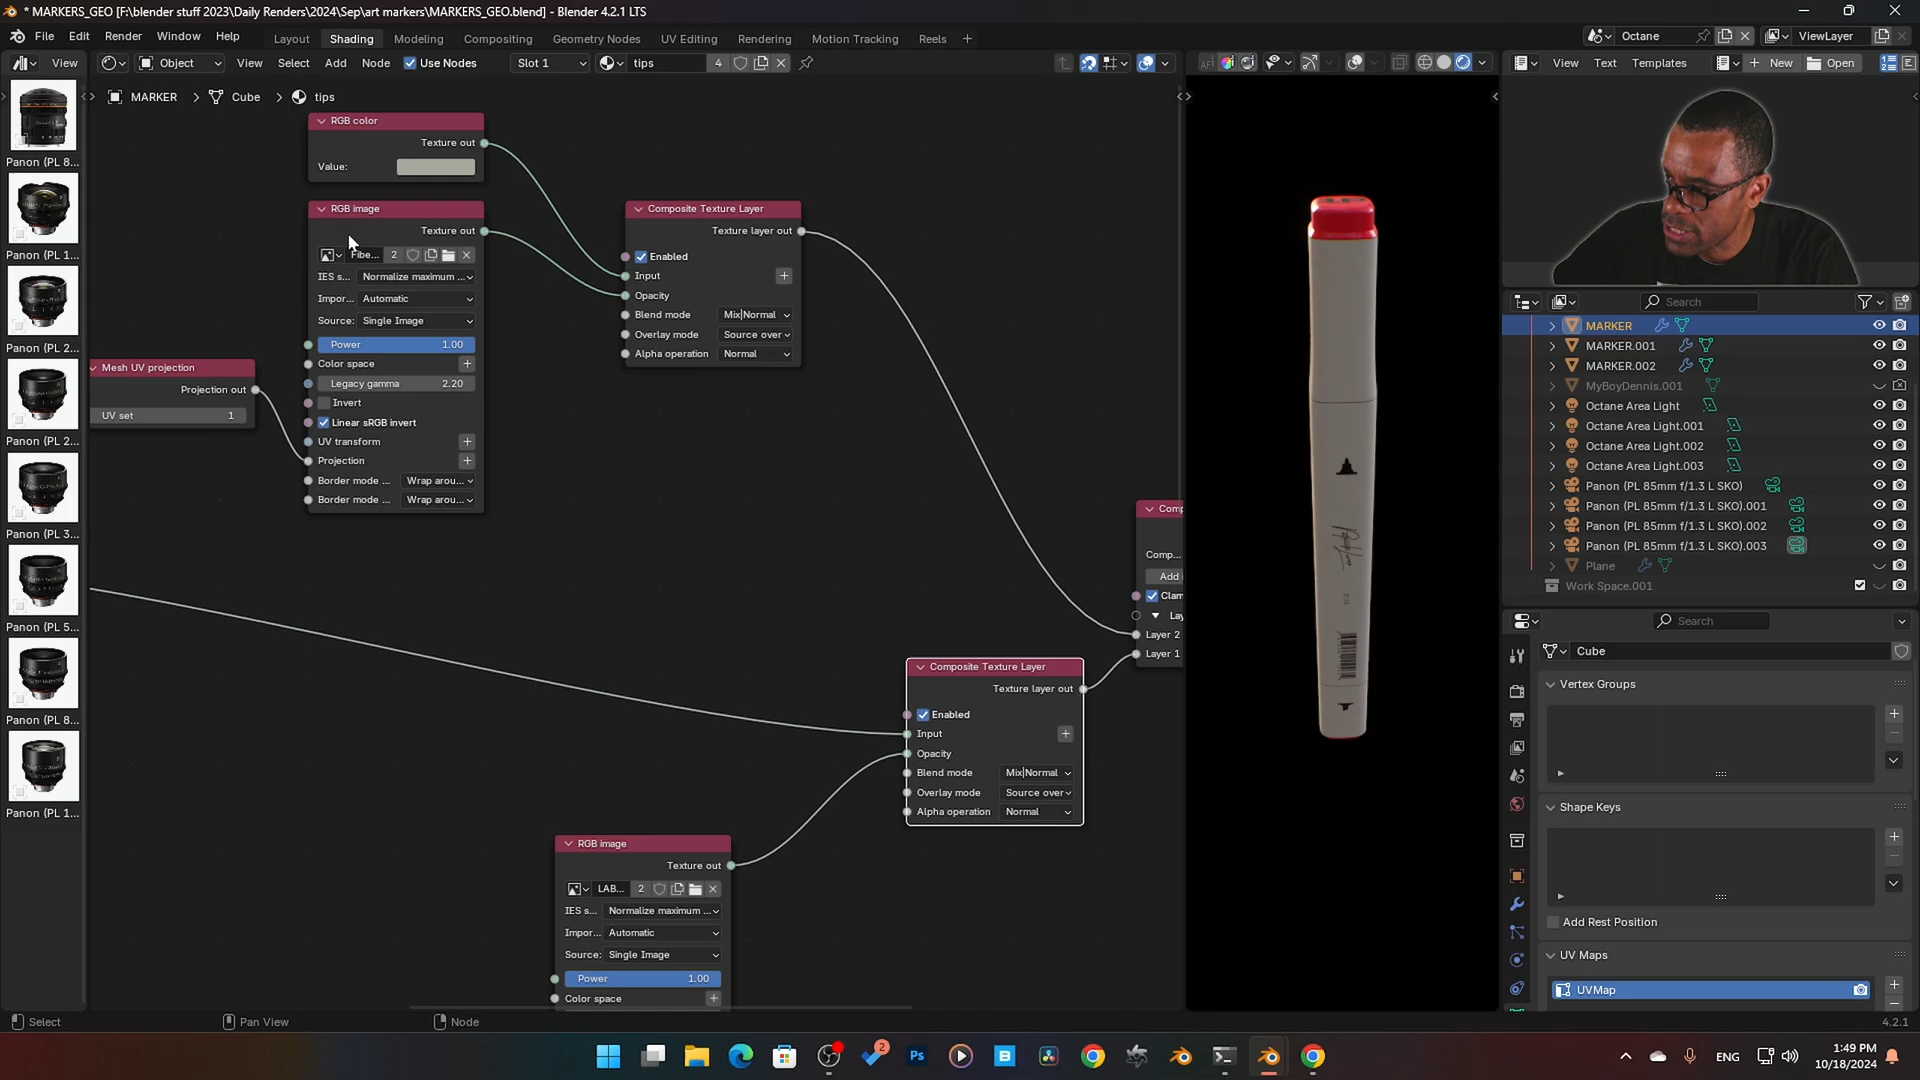 * MARKERS_GEO [F:\blender stuff 2023\Daily Renders\2024\Sep\art markers\MARKERS_GEO.blend] - Blender 4.2.1 LTS
File Edit Render Window Help Layout Shading Modeling Compositing Geometry Nodes UV Editing Rendering Motion Tracking Reels + Octane ViewLayer
View Object View Select Add Node Use Nodes Slot 1 tips 4 View Text Templates New Open
MARKER > Cube > tips
Panon (PL 8...
Panon (PL 1...
Panon (PL 2...
Panon (PL 2...
Panon (PL 3...
Panon (PL 5...
Panon (PL 8...
Panon (PL 1...
RGB color
Texture out
Value:
RGB image
Texture out
Fibe... 2
IES s... Normalize maximum ...
Impor... Automatic
Source: Single Image
Power 1.00
Color space
Legacy gamma 2.20
Invert
Linear sRGB invert
UV transform
Projection
Border mode ... Wrap arou...
Border mode ... Wrap arou...
Mesh UV projection
Projection out
UV set 1
Composite Texture Layer
Texture layer out
Enabled
Input
Opacity
Blend mode Mix|Normal
Overlay mode Source over
Alpha operation Normal
Comp
Comp...
Add
Clam
Lay
Layer 2
Layer 1
Composite Texture Layer
Texture layer out
Enabled
Input
Opacity
Blend mode Mix|Normal
Overlay mode Source over
Alpha operation Normal
RGB image
Texture out
LAB... 2
IES s... Normalize maximum ...
Impor... Automatic
Source: Single Image
Power 1.00
Color space
Search
MARKER
MARKER.001
MARKER.002
MyBoyDennis.001
Octane Area Light
Octane Area Light.001
Octane Area Light.002
Octane Area Light.003
Panon (PL 85mm f/1.3 L SKO)
Panon (PL 85mm f/1.3 L SKO).001
Panon (PL 85mm f/1.3 L SKO).002
Panon (PL 85mm f/1.3 L SKO).003
Plane
Work Space.001
Search
Cube
Vertex Groups
Shape Keys
Add Rest Position
UV Maps
UVMap
Select Pan View Node 4.2.1
2 Ps ENG 1:49 PM
10/18/2024